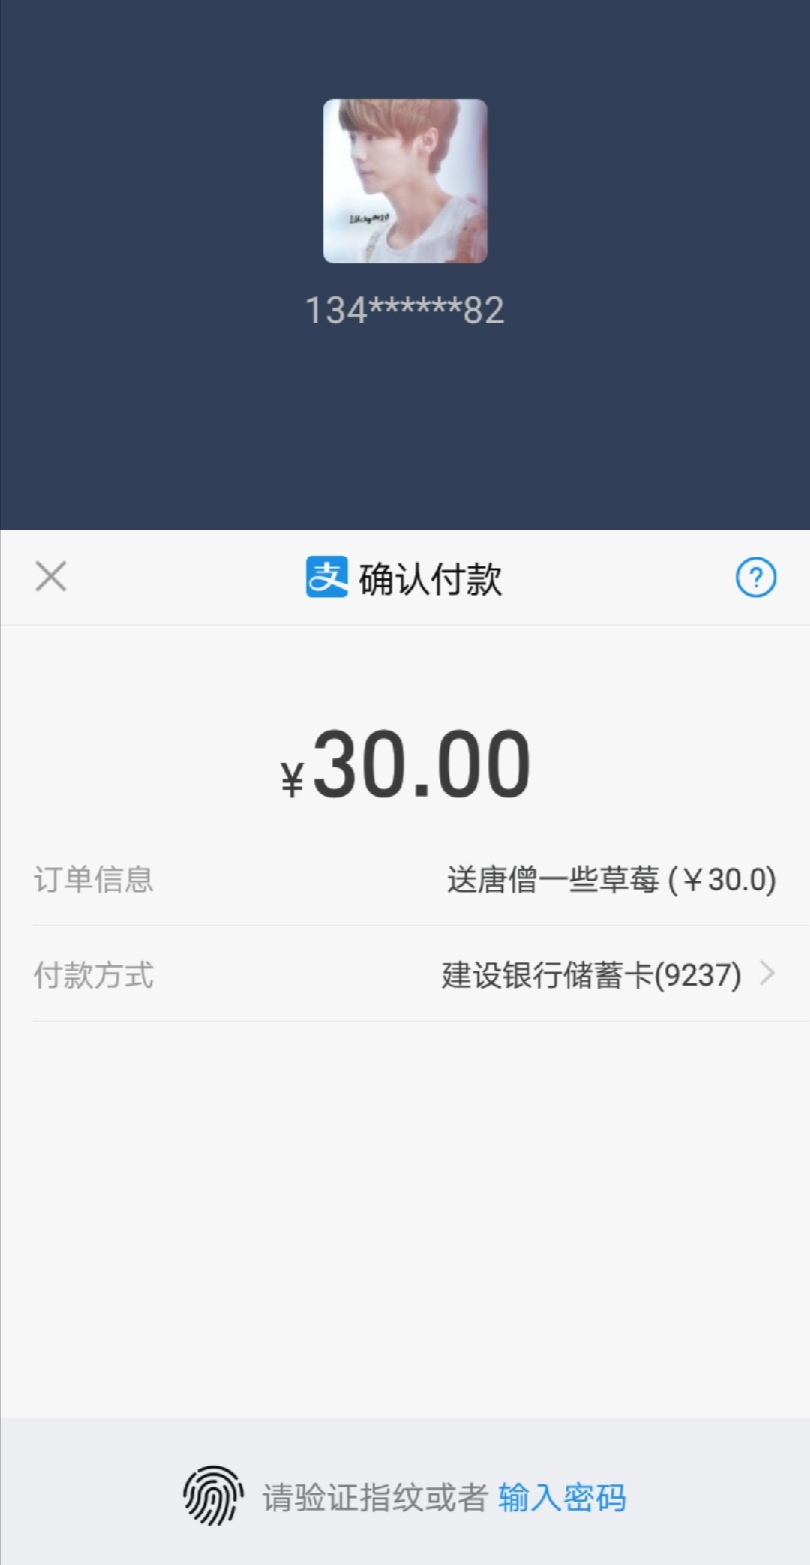 134******82
支 确认付款 ?
¥30.00
订单信息 送唐僧一些草莓 (￥30.0)
付款方式 建设银行储蓄卡(9237)
请验证指纹或者 输入密码